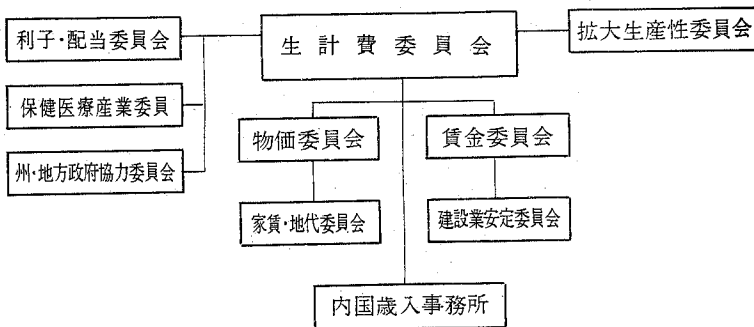 利子・配当委員会
生計費委員会
拡大生産性委員会
保健医療産業委員
物価委員会
賃金委員会
州・地方政府協力委員会
家賃・地代委員会
建設業安定委員会
内国歳入事務所